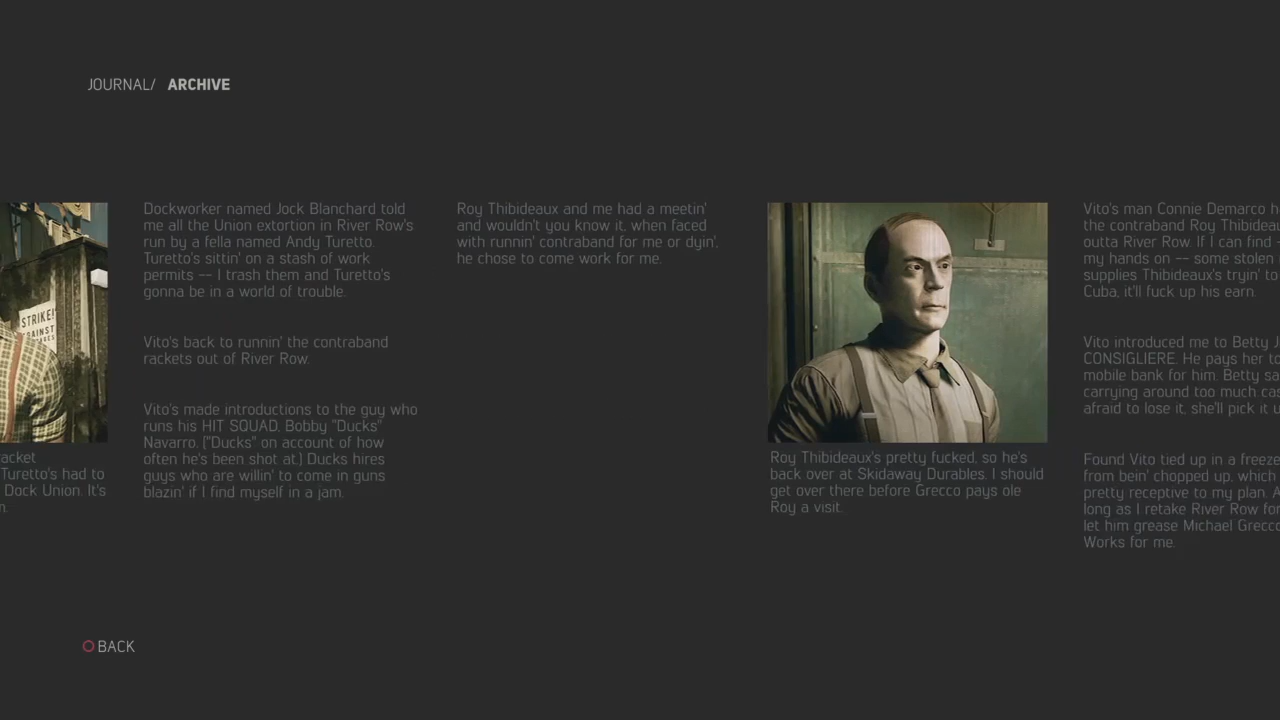 JOURNAL/ ARCHIVE
STRIKE!
acket
Turetto's had to
Dock Union. It's
Dockworker named Jock Blanchard told
me all the Union extortion in River Row's
run by a fella named Andy Turetto.
Turetto's sittin' on a stash of work
permits -- I trash them and Turetto's
gonna be in a world of trouble.
Vito's back to runnin' the contraband
rackets out of River Row.
Vito's made introductions to the guy who
runs his HIT SQUAD, Bobby "Ducks"
Navarro. ("Ducks" on account of how
often he's been shot at.) Ducks hires
guys who are willin' to come in guns
blazin' if I find myself in a jam.
Roy Thibideaux and me had a meetin'
and wouldn't you know it, when faced
with runnin' contraband for me or dyin',
he chose to come work for me.
Roy Thibideaux's pretty fucked, so he's
back over at Skidaway Durables. I should
get over there before Grecco pays ole
Roy a visit.
Vito's man Connie Demarco h
the contraband Roy Thibideau
outta River Row. If I can find -
my hands on -- some stolen
supplies Thibideaux's tryin' to
Cuba, it'll fuck up his earn.
Vito introduced me to Betty J
CONSIGLIERE. He pays her to
mobile bank for him. Betty sa
carrying around too much cas
afraid to lose it, she'll pick it u
Found Vito tied up in a freeze
from bein' chopped up, which
pretty receptive to my plan. A
long as I retake River Row for
let him grease Michael Grecco
Works for me.
BACK